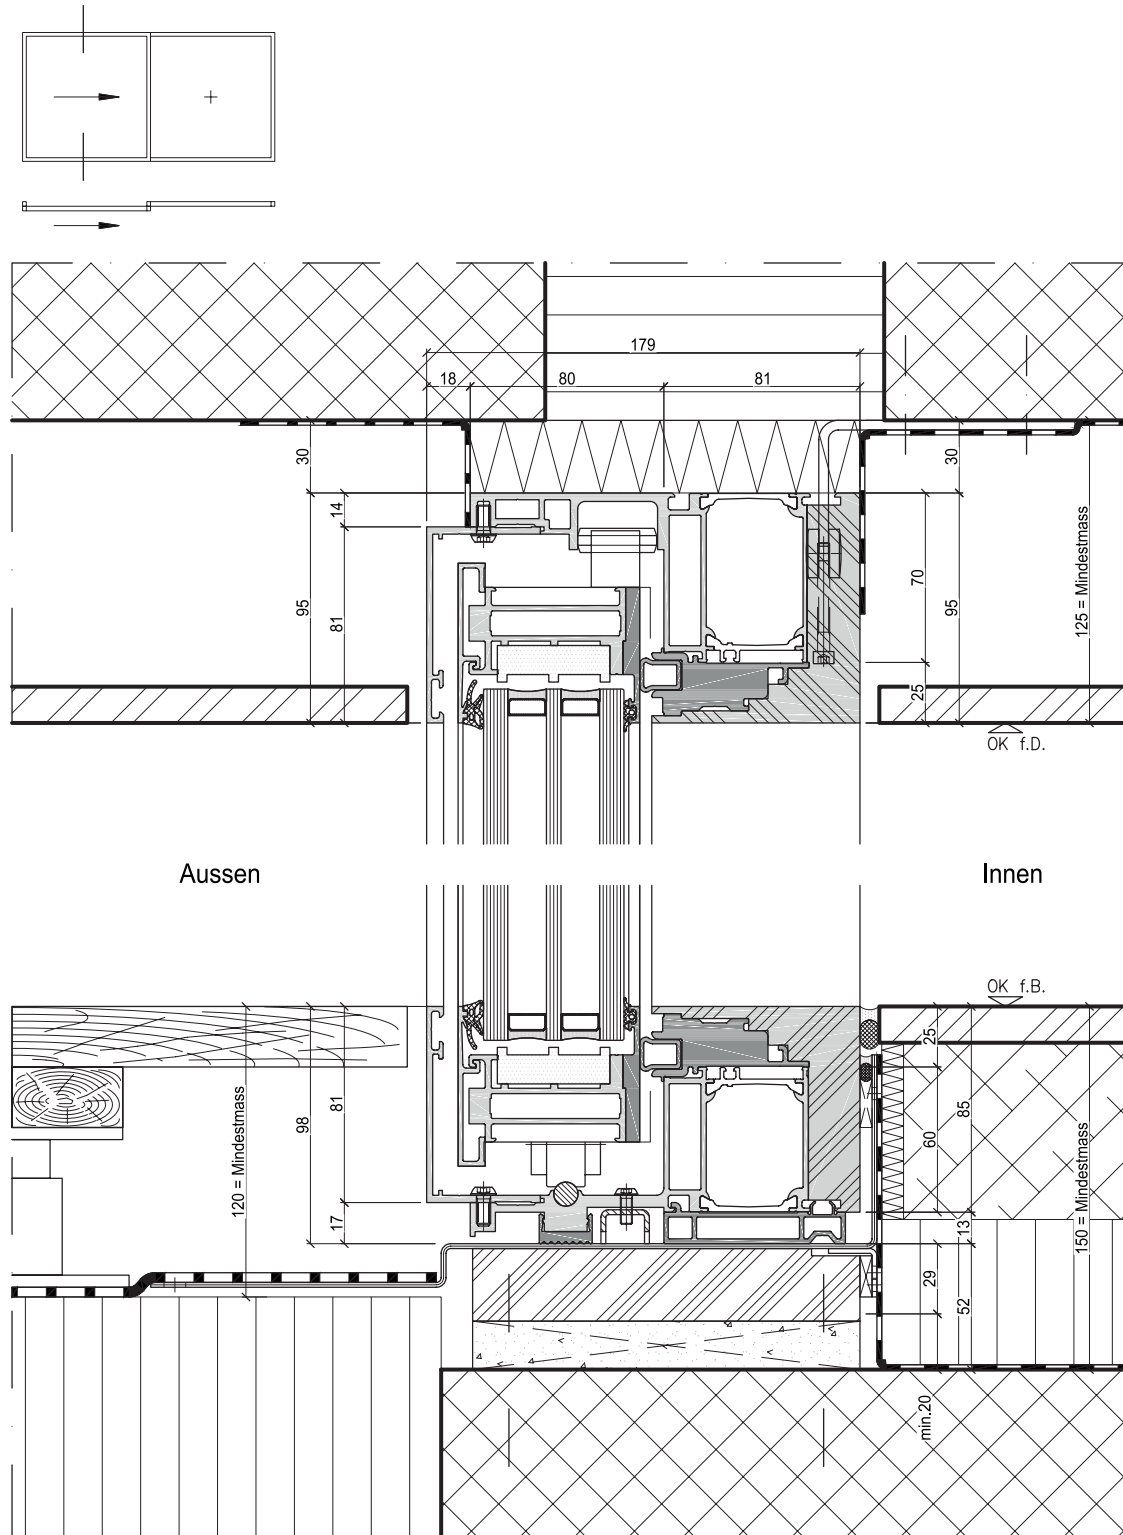 179
18 80 81
30
14
95
81
30
70
95
25
125 = Mindestmass
OK f.D.
Aussen
Innen
OK f.B.
120 = Mindestmass
98
81
17
25
85
60
13
29
52
150 = Mindestmass
min.20